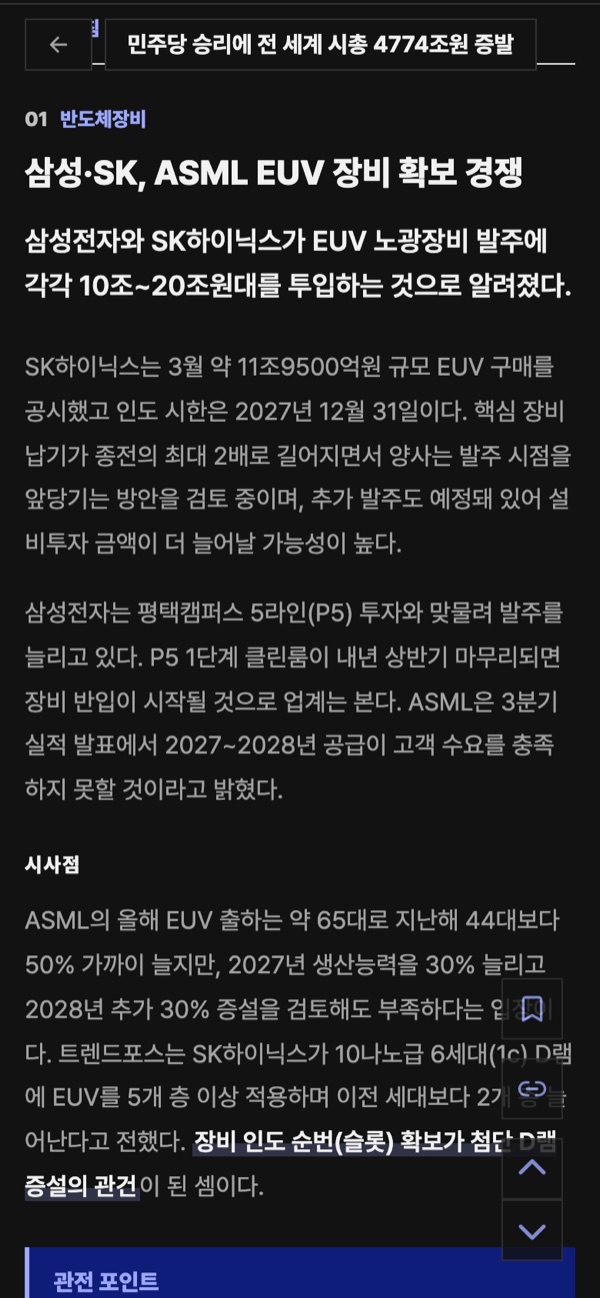 민주당 승리에 전 세계 시총 4774조원 증발
01 반도체장비
삼성·SK, ASML EUV 장비 확보 경쟁
삼성전자와 SK하이닉스가 EUV 노광장비 발주에
각각 10조~20조원대를 투입하는 것으로 알려졌다.
SK하이닉스는 3월 약 11조9500억원 규모 EUV 구매를
공시했고 인도 시한은 2027년 12월 31일이다. 핵심 장비
납기가 종전의 최대 2배로 길어지면서 양사는 발주 시점을
앞당기는 방안을 검토 중이며, 추가 발주도 예정돼 있어 설
비투자 금액이 더 늘어날 가능성이 높다.
삼성전자는 평택캠퍼스 5라인(P5) 투자와 맞물려 발주를
늘리고 있다. P5 1단계 클린룸이 내년 상반기 마무리되면
장비 반입이 시작될 것으로 업계는 본다. ASML은 3분기
실적 발표에서 2027~2028년 공급이 고객 수요를 충족
하지 못할 것이라고 밝혔다.
시사점
ASML의 올해 EUV 출하는 약 65대로 지난해 44대보다
50% 가까이 늘지만, 2027년 생산능력을 30% 늘리고
2028년 추가 30% 증설을 검토해도 부족하다는 입장이
다. 트렌드포스는 SK하이닉스가 10나노급 6세대(1c) D램
에 EUV를 5개 층 이상 적용하며 이전 세대보다 2개 층 늘
어난다고 전했다. 장비 인도 순번(슬롯) 확보가 첨단 D램
증설의 관건이 된 셈이다.
관전 포인트